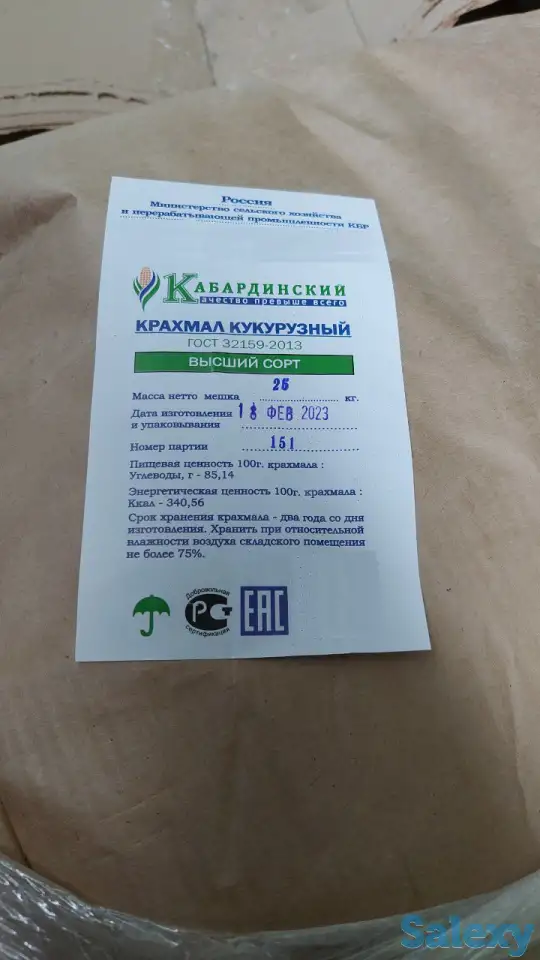 Россия
Министерство сельского хозяйства
и перерабатывающей промышленности КБР
КАБАРДИНСКИЙ
ачество превыше всего
КРАХМАЛ КУКУРУЗНЫЙ
ГОСТ 32159-2013
ВЫСШИЙ СОРТ
Масса нетто мешка 25 кг.
Дата изготовления 18 ФЕВ 2023
и упаковывания
Номер партии 151
Пищевая ценность 100г. крахмала :
Углеводы, г - 85,14
Энергетическая ценность 100г. крахмала :
Ккал - 340,56
Срок хранения крахмала - два года со дня
изготовления. Хранить при относительной
влажности воздуха складского помещения
не более 75%.
Добровольная
РСТ
сертификация
ЕАС
Salexy